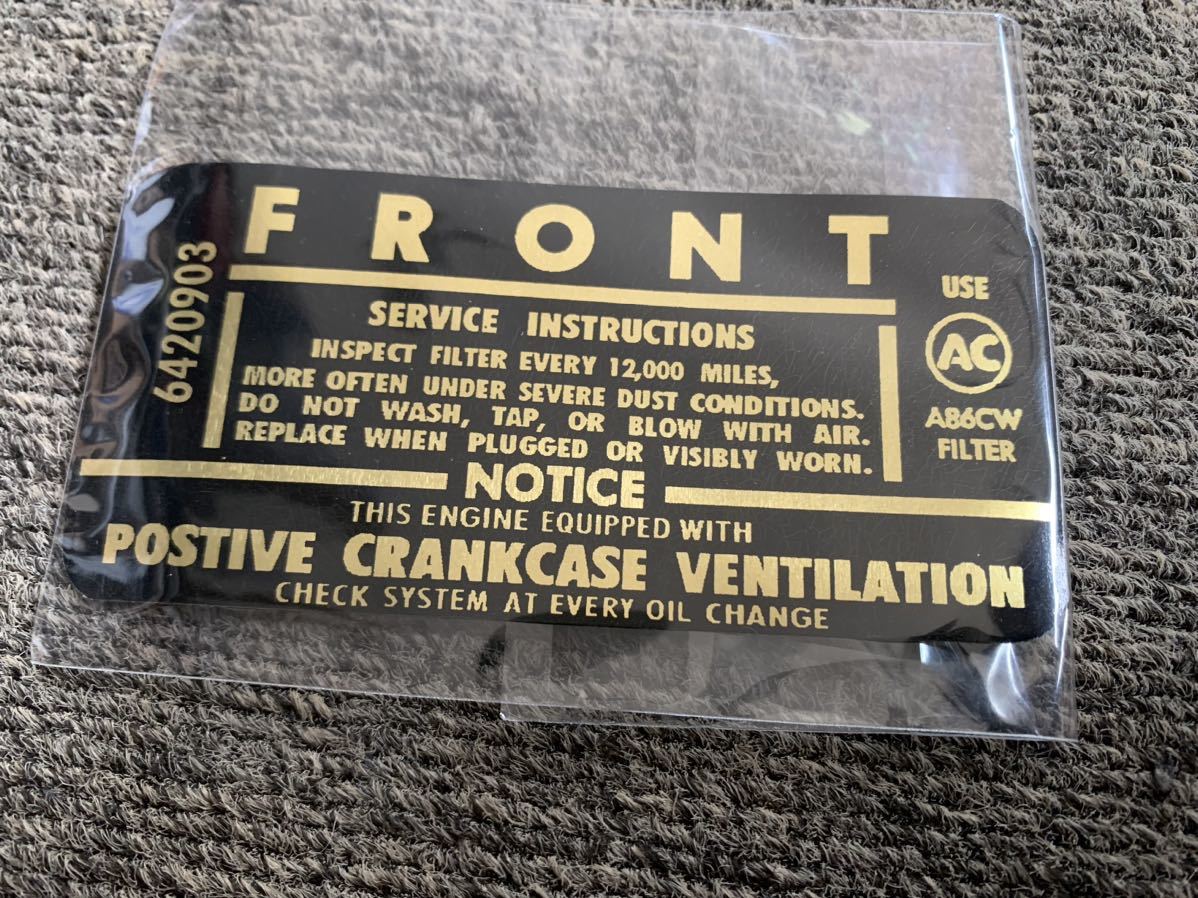 FRONT
6420903
SERVICE INSTRUCTIONS
INSPECT FILTER EVERY 12,000 MILES,
MORE OFTEN UNDER SEVERE DUST CONDITIONS.
DO NOT WASH, TAP, OR BLOW WITH AIR.
REPLACE WHEN PLUGGED OR VISIBLY WORN.
USE
AC
A86CW
FILTER
NOTICE
THIS ENGINE EQUIPPED WITH
POSTIVE CRANKCASE VENTILATION
CHECK SYSTEM AT EVERY OIL CHANGE